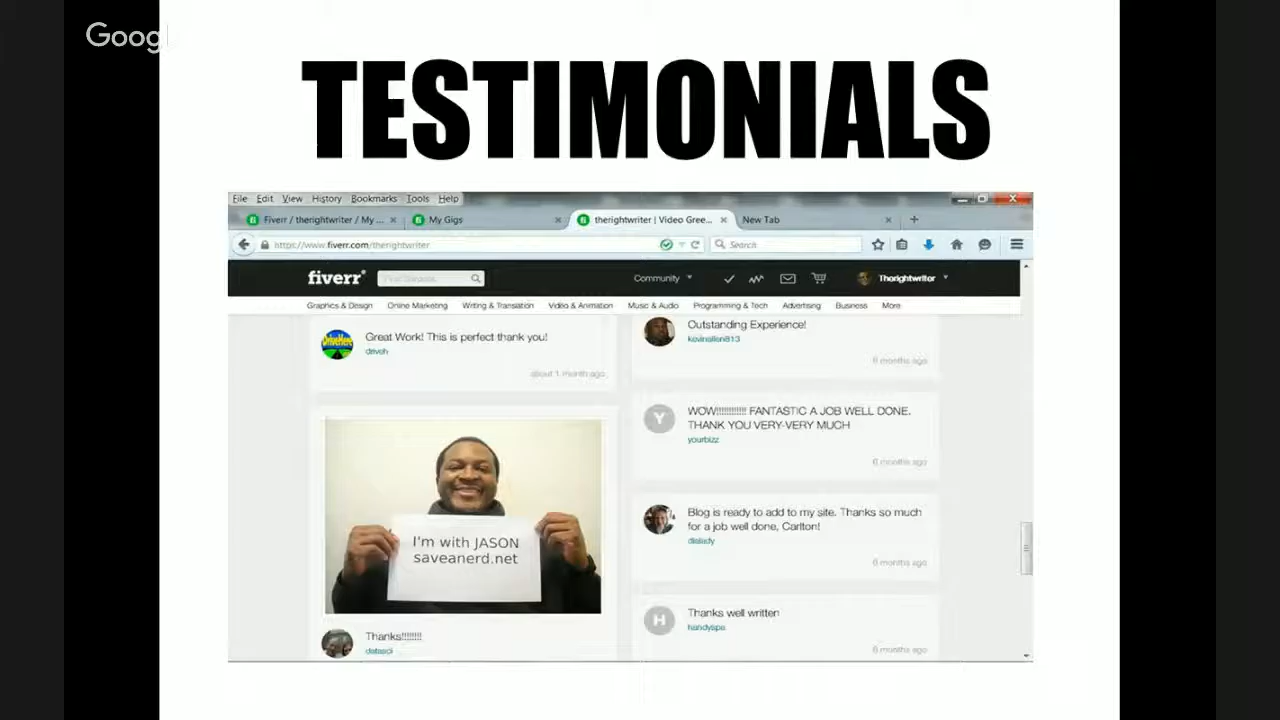 Googl
TESTIMONIALS
File Edit View History Bookmarks Tools Help
Fiverr / therightwriter / My ... My Gigs therightwriter | Video Gree... New Tab
https://www.fiverr.com/therightwriter Search
fiverr Community Therightwriter
Graphics & Design Online Marketing Writing & Translation Video & Animation Music & Audio Programming & Tech Advertising Business More
Great Work! This is perfect thank you!
driveh
about 1 month ago
I'm with JASON
saveanerd.net
Thanks!!!!!!!!
Outstanding Experience!
kevinallen813
6 months ago
Y
WOW!!!!!!!!!!!! FANTASTIC A JOB WELL DONE.
THANK YOU VERY-VERY MUCH
yourbizz
6 months ago
Blog is ready to add to my site. Thanks so much
for a job well done, Carlton!
6 months ago
H
Thanks well written
6 months ago